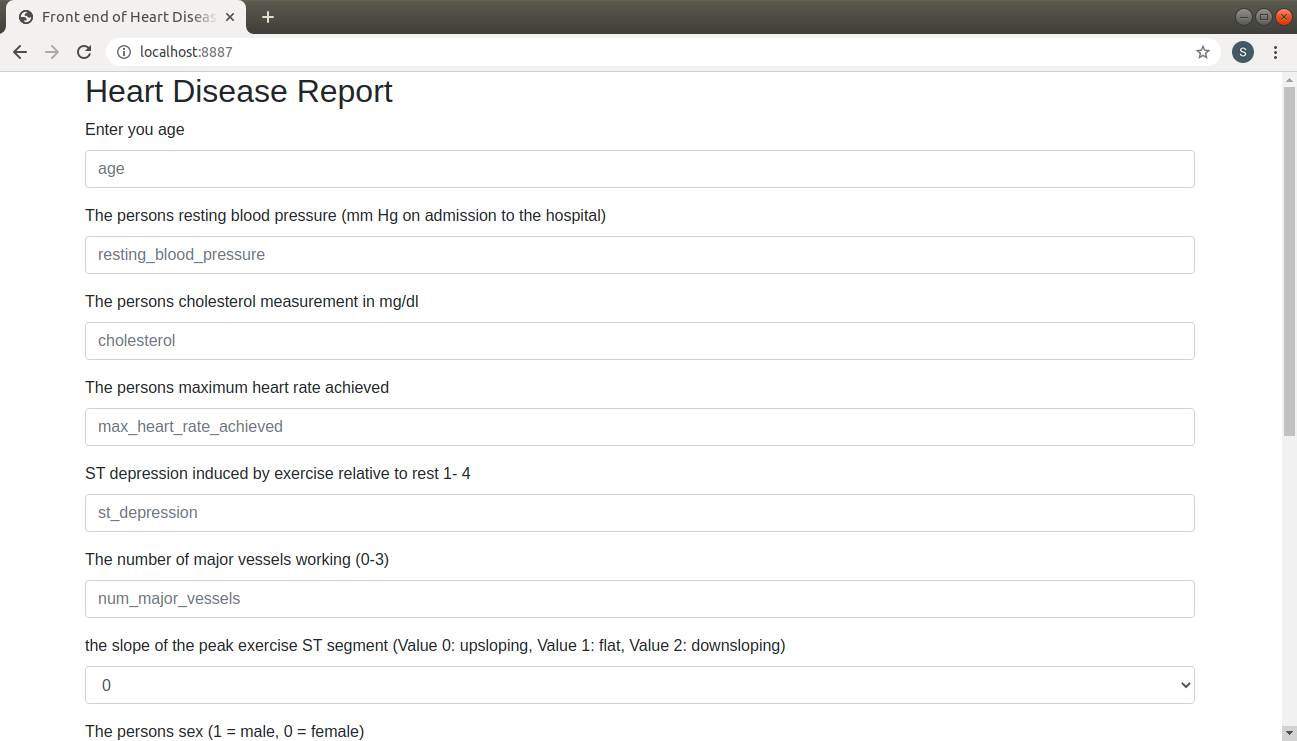 Front end of Heart Diseas
localhost:8887
S
Heart Disease Report
Enter you age
age
The persons resting blood pressure (mm Hg on admission to the hospital)
resting_blood_pressure
The persons cholesterol measurement in mg/dl
cholesterol
The persons maximum heart rate achieved
max_heart_rate_achieved
ST depression induced by exercise relative to rest 1- 4
st_depression
The number of major vessels working (0-3)
num_major_vessels
the slope of the peak exercise ST segment (Value 0: upsloping, Value 1: flat, Value 2: downsloping)
0
The persons sex (1 = male, 0 = female)